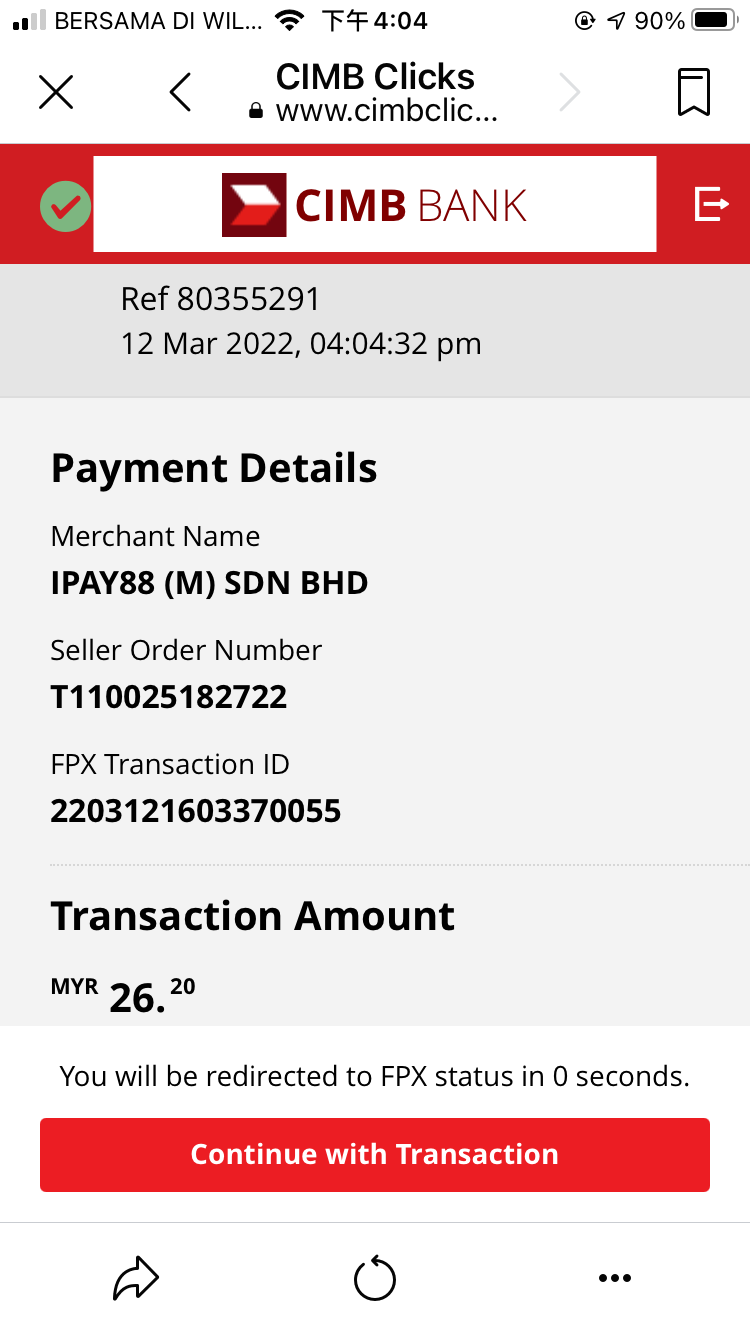 BERSAMA DI WIL... 下午4:04 90%
CIMB Clicks
www.cimbclic...
CIMB BANK
Ref 80355291
12 Mar 2022, 04:04:32 pm
Payment Details
Merchant Name
IPAY88 (M) SDN BHD
Seller Order Number
T110025182722
FPX Transaction ID
2203121603370055
Transaction Amount
MYR 26.20
You will be redirected to FPX status in 0 seconds.
Continue with Transaction